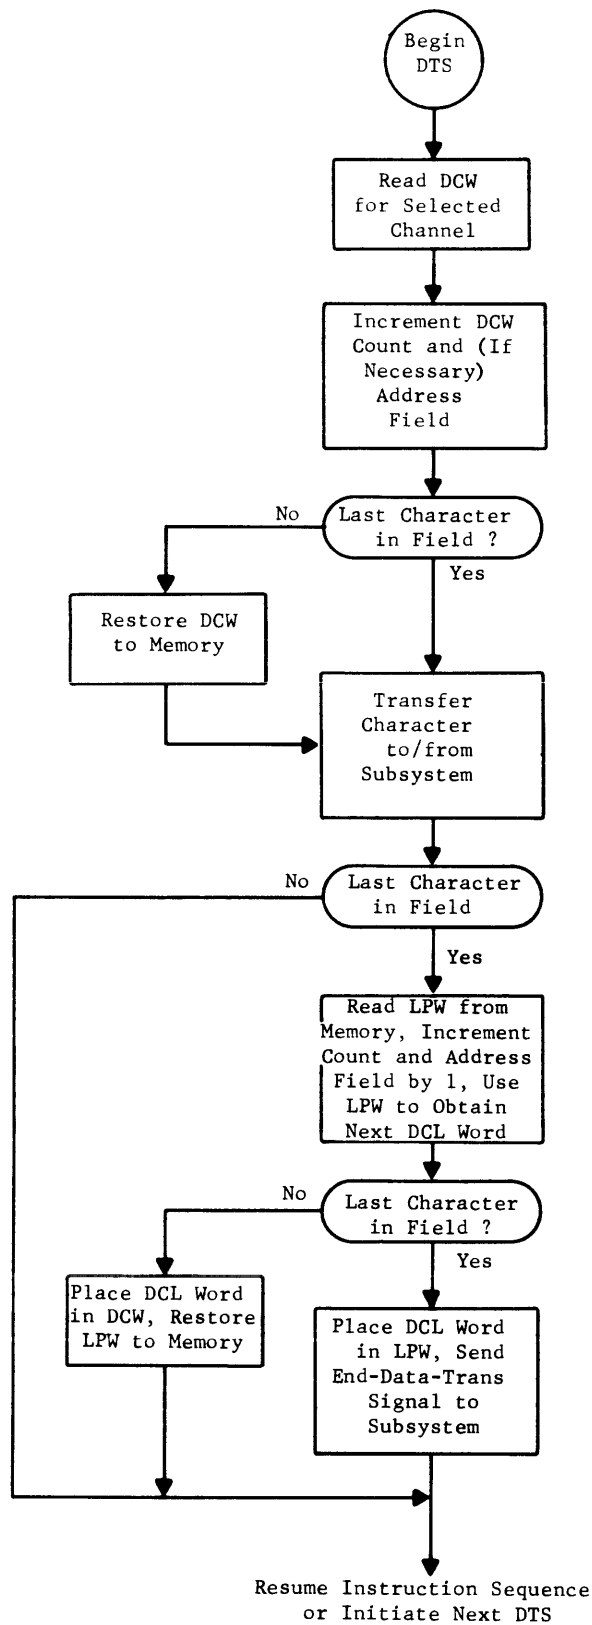 Begin
DTS
Read DCW
for Selected
Channel
Increment DCW
Count and (If
Necessary)
Address
Field
No
Last Character
in Field ?
Yes
Restore DCW
to Memory
Transfer
Character
to/from
Subsystem
No
Last Character
in Field
Yes
Read LPW from
Memory, Increment
Count and Address
Field by 1, Use
LPW to Obtain
Next DCL Word
No
Last Character
in Field ?
Yes
Place DCL Word
in DCW, Restore
LPW to Memory
Place DCL Word
in LPW, Send
End-Data-Trans
Signal to
Subsystem
Resume Instruction Sequence
or Initiate Next DTS